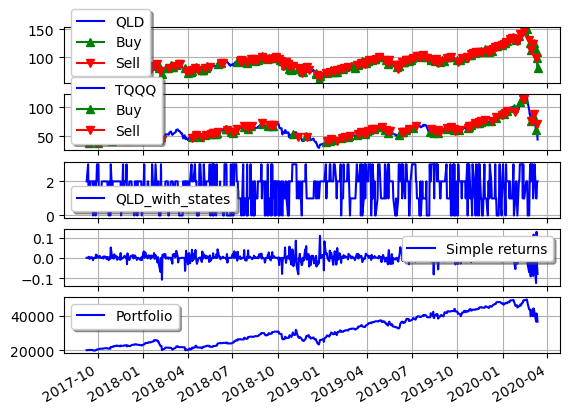 QLD
Buy
Sell
150
100
TQQQ
Buy
Sell
100
50
QLD_with_states
2
0
Simple returns
0.1
0.0
−0.1
Portfolio
40000
20000
2017-10
2018-01
2018-04
2018-07
2018-10
2019-01
2019-04
2019-07
2019-10
2020-01
2020-04